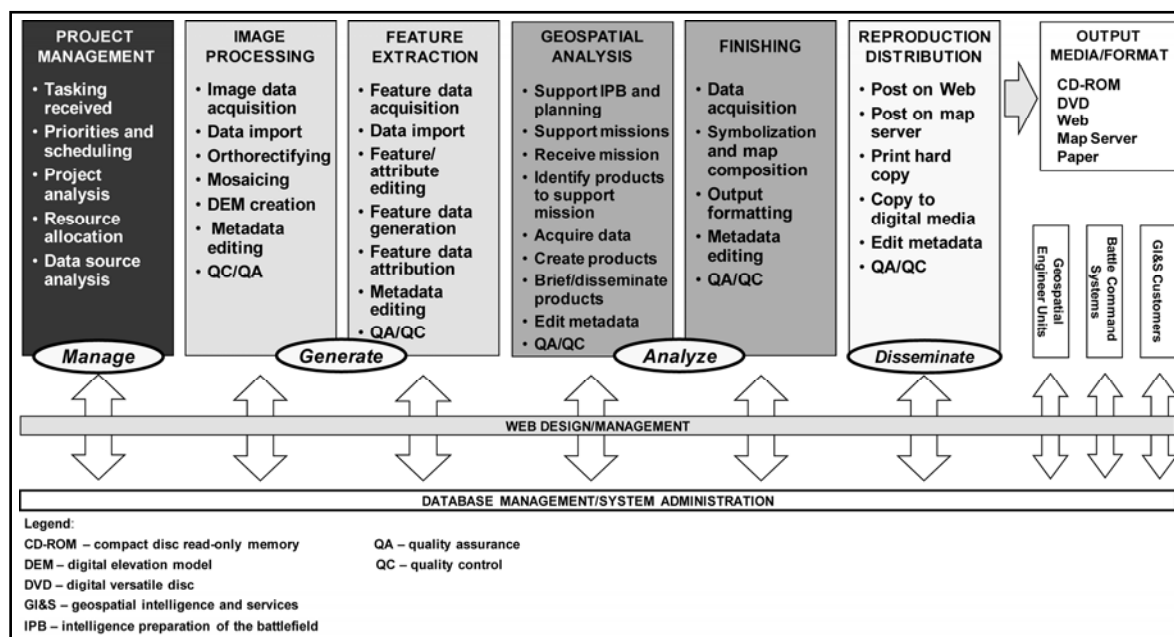 PROJECT
MANAGEMENT
• Tasking
received
• Priorities and
scheduling
• Project
analysis
• Resource
allocation
• Data source
analysis
Manage
IMAGE
PROCESSING
• Image data
acquisition
• Data import
• Orthorectifying
• Mosaicing
• DEM creation
• Metadata
editing
• QC/QA
FEATURE
EXTRACTION
• Feature data
acquisition
• Data import
• Feature/
attribute editing
• Feature data
generation
• Feature data
attribution
• Metadata
editing
• QA/QC
Generate
GEOSPATIAL
ANALYSIS
• Support IPB and
planning
• Support missions
• Receive mission
• Identify products
to support
mission
• Acquire data
• Create products
• Brief/disseminate
products
• Edit metadata
• QA/QC
FINISHING
• Data
acquisition
• Symbolization
and map
composition
• Output
formatting
• Metadata
editing
• QA/QC
Analyze
REPRODUCTION
DISTRIBUTION
• Post on Web
• Post on map
server
• Print hard
copy
• Copy to
digital media
• Edit metadata
• QA/QC
Disseminate
OUTPUT
MEDIA/FORMAT
CD-ROM
DVD
Web
Map Server
Paper
Geospatial
Engineer Units
Battle Command
Systems
GI&S Customers
WEB DESIGN/MANAGEMENT
DATABASE MANAGEMENT/SYSTEM ADMINISTRATION
Legend:
CD-ROM – compact disc read-only memory
DEM – digital elevation model
DVD – digital versatile disc
GI&S – geospatial intelligence and services
IPB – intelligence preparation of the battlefield
QA – quality assurance
QC – quality control